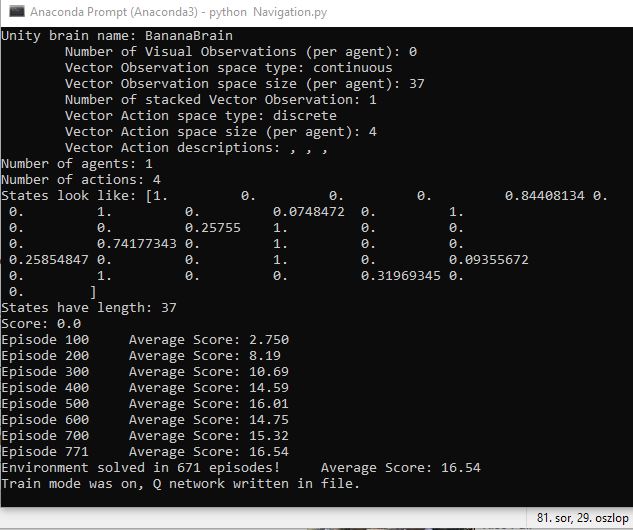 Anaconda Prompt (Anaconda3) - python  Navigation.py
Unity brain name: BananaBrain
        Number of Visual Observations (per agent): 0
        Vector Observation space type: continuous
        Vector Observation space size (per agent): 37
        Number of stacked Vector Observation: 1
        Vector Action space type: discrete
        Vector Action space size (per agent): 4
        Vector Action descriptions: , , ,
Number of agents: 1
Number of actions: 4
States look like: [1.         0.         0.         0.         0.84408134 0.
 0.         1.         0.         0.0748472  0.         1.
 0.         0.         0.25755    1.         0.         0.
 0.         0.74177343 0.         1.         0.         0.
 0.25854847 0.         0.         1.         0.         0.09355672
 0.         1.         0.         0.         0.31969345 0.
 0.        ]
States have length: 37
Score: 0.0
Episode 100     Average Score: 2.750
Episode 200     Average Score: 8.19
Episode 300     Average Score: 10.69
Episode 400     Average Score: 14.59
Episode 500     Average Score: 16.01
Episode 600     Average Score: 14.75
Episode 700     Average Score: 15.32
Episode 771     Average Score: 16.54
Environment solved in 671 episodes!     Average Score: 16.54
Train mode was on, Q network written in file.
81. sor, 29. oszlop